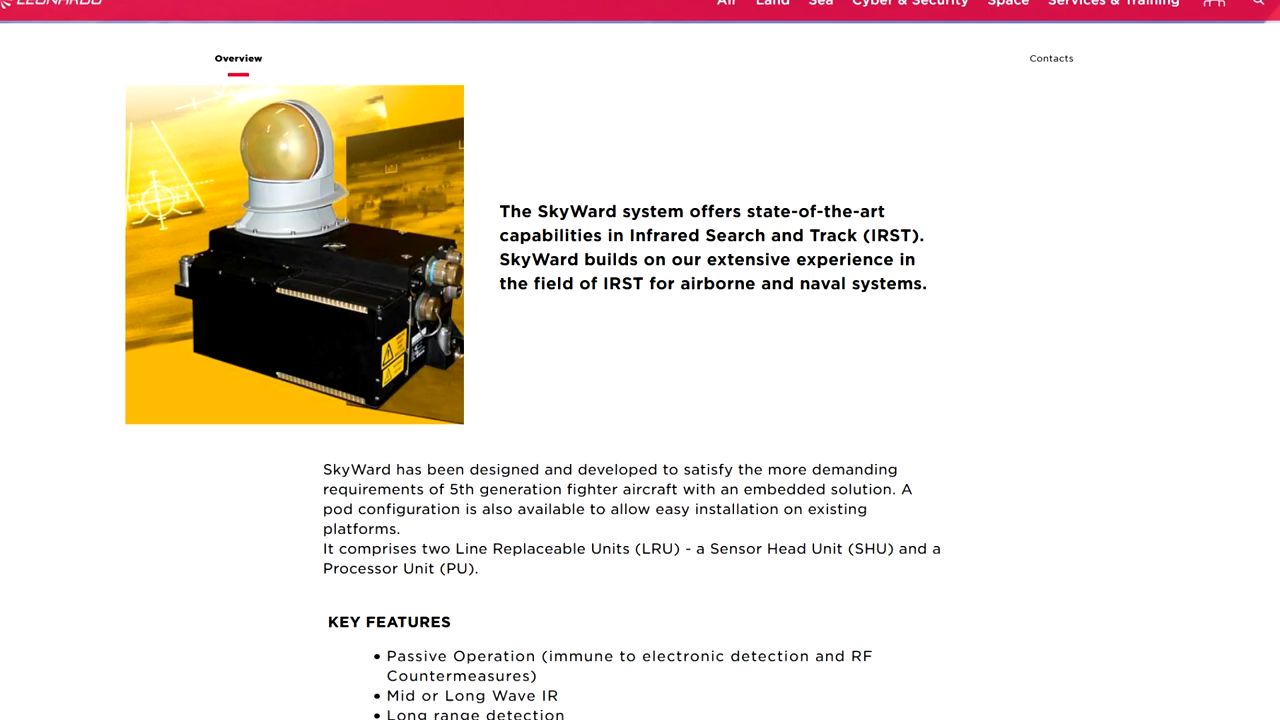 LEONARDO
Air Land Sea Cyber & Security Space Services & Training
Overview
Contacts
The SkyWard system offers state-of-the-art
capabilities in Infrared Search and Track (IRST).
SkyWard builds on our extensive experience in
the field of IRST for airborne and naval systems.
SkyWard has been designed and developed to satisfy the more demanding
requirements of 5th generation fighter aircraft with an embedded solution. A
pod configuration is also available to allow easy installation on existing
platforms.
It comprises two Line Replaceable Units (LRU) - a Sensor Head Unit (SHU) and a
Processor Unit (PU).
KEY FEATURES
• Passive Operation (immune to electronic detection and RF
Countermeasures)
• Mid or Long Wave IR
• Long range detection